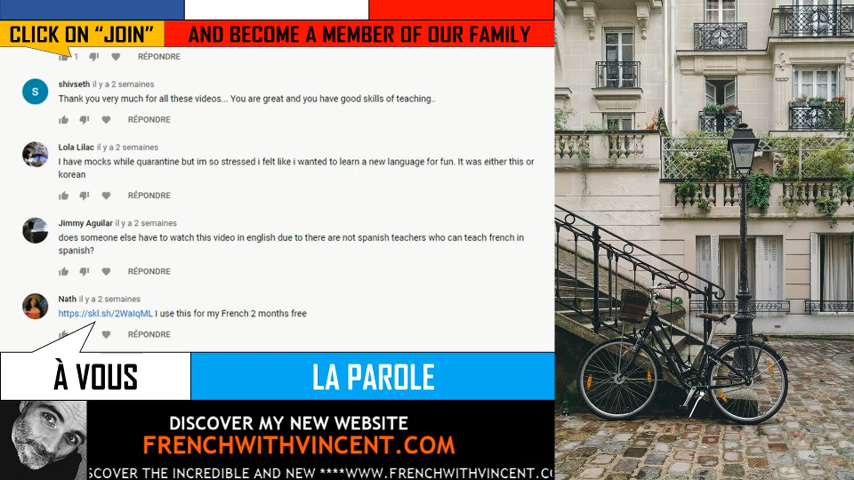 CLICK ON "JOIN"
AND BECOME A MEMBER OF OUR FAMILY
1 RÉPONDRE
S
shivseth il y a 2 semaines
Thank you very much for all these videos... You are great and you have good skills of teaching..
RÉPONDRE
Lola Lilac il y a 2 semaines
I have mocks while quarantine but im so stressed i felt like i wanted to learn a new language for fun. It was either this or
korean
RÉPONDRE
Jimmy Aguilar il y a 2 semaines
does someone else have to watch this video in english due to there are not spanish teachers who can teach french in
spanish?
RÉPONDRE
Nath il y a 2 semaines
https://skl.sh/2WaIqML I use this for my French 2 months free
RÉPONDRE
À VOUS
LA PAROLE
DISCOVER MY NEW WEBSITE
FRENCHWITHVINCENT.COM
SCOVER THE INCREDIBLE AND NEW ****WWW.FRENCHWITHVINCENT.C